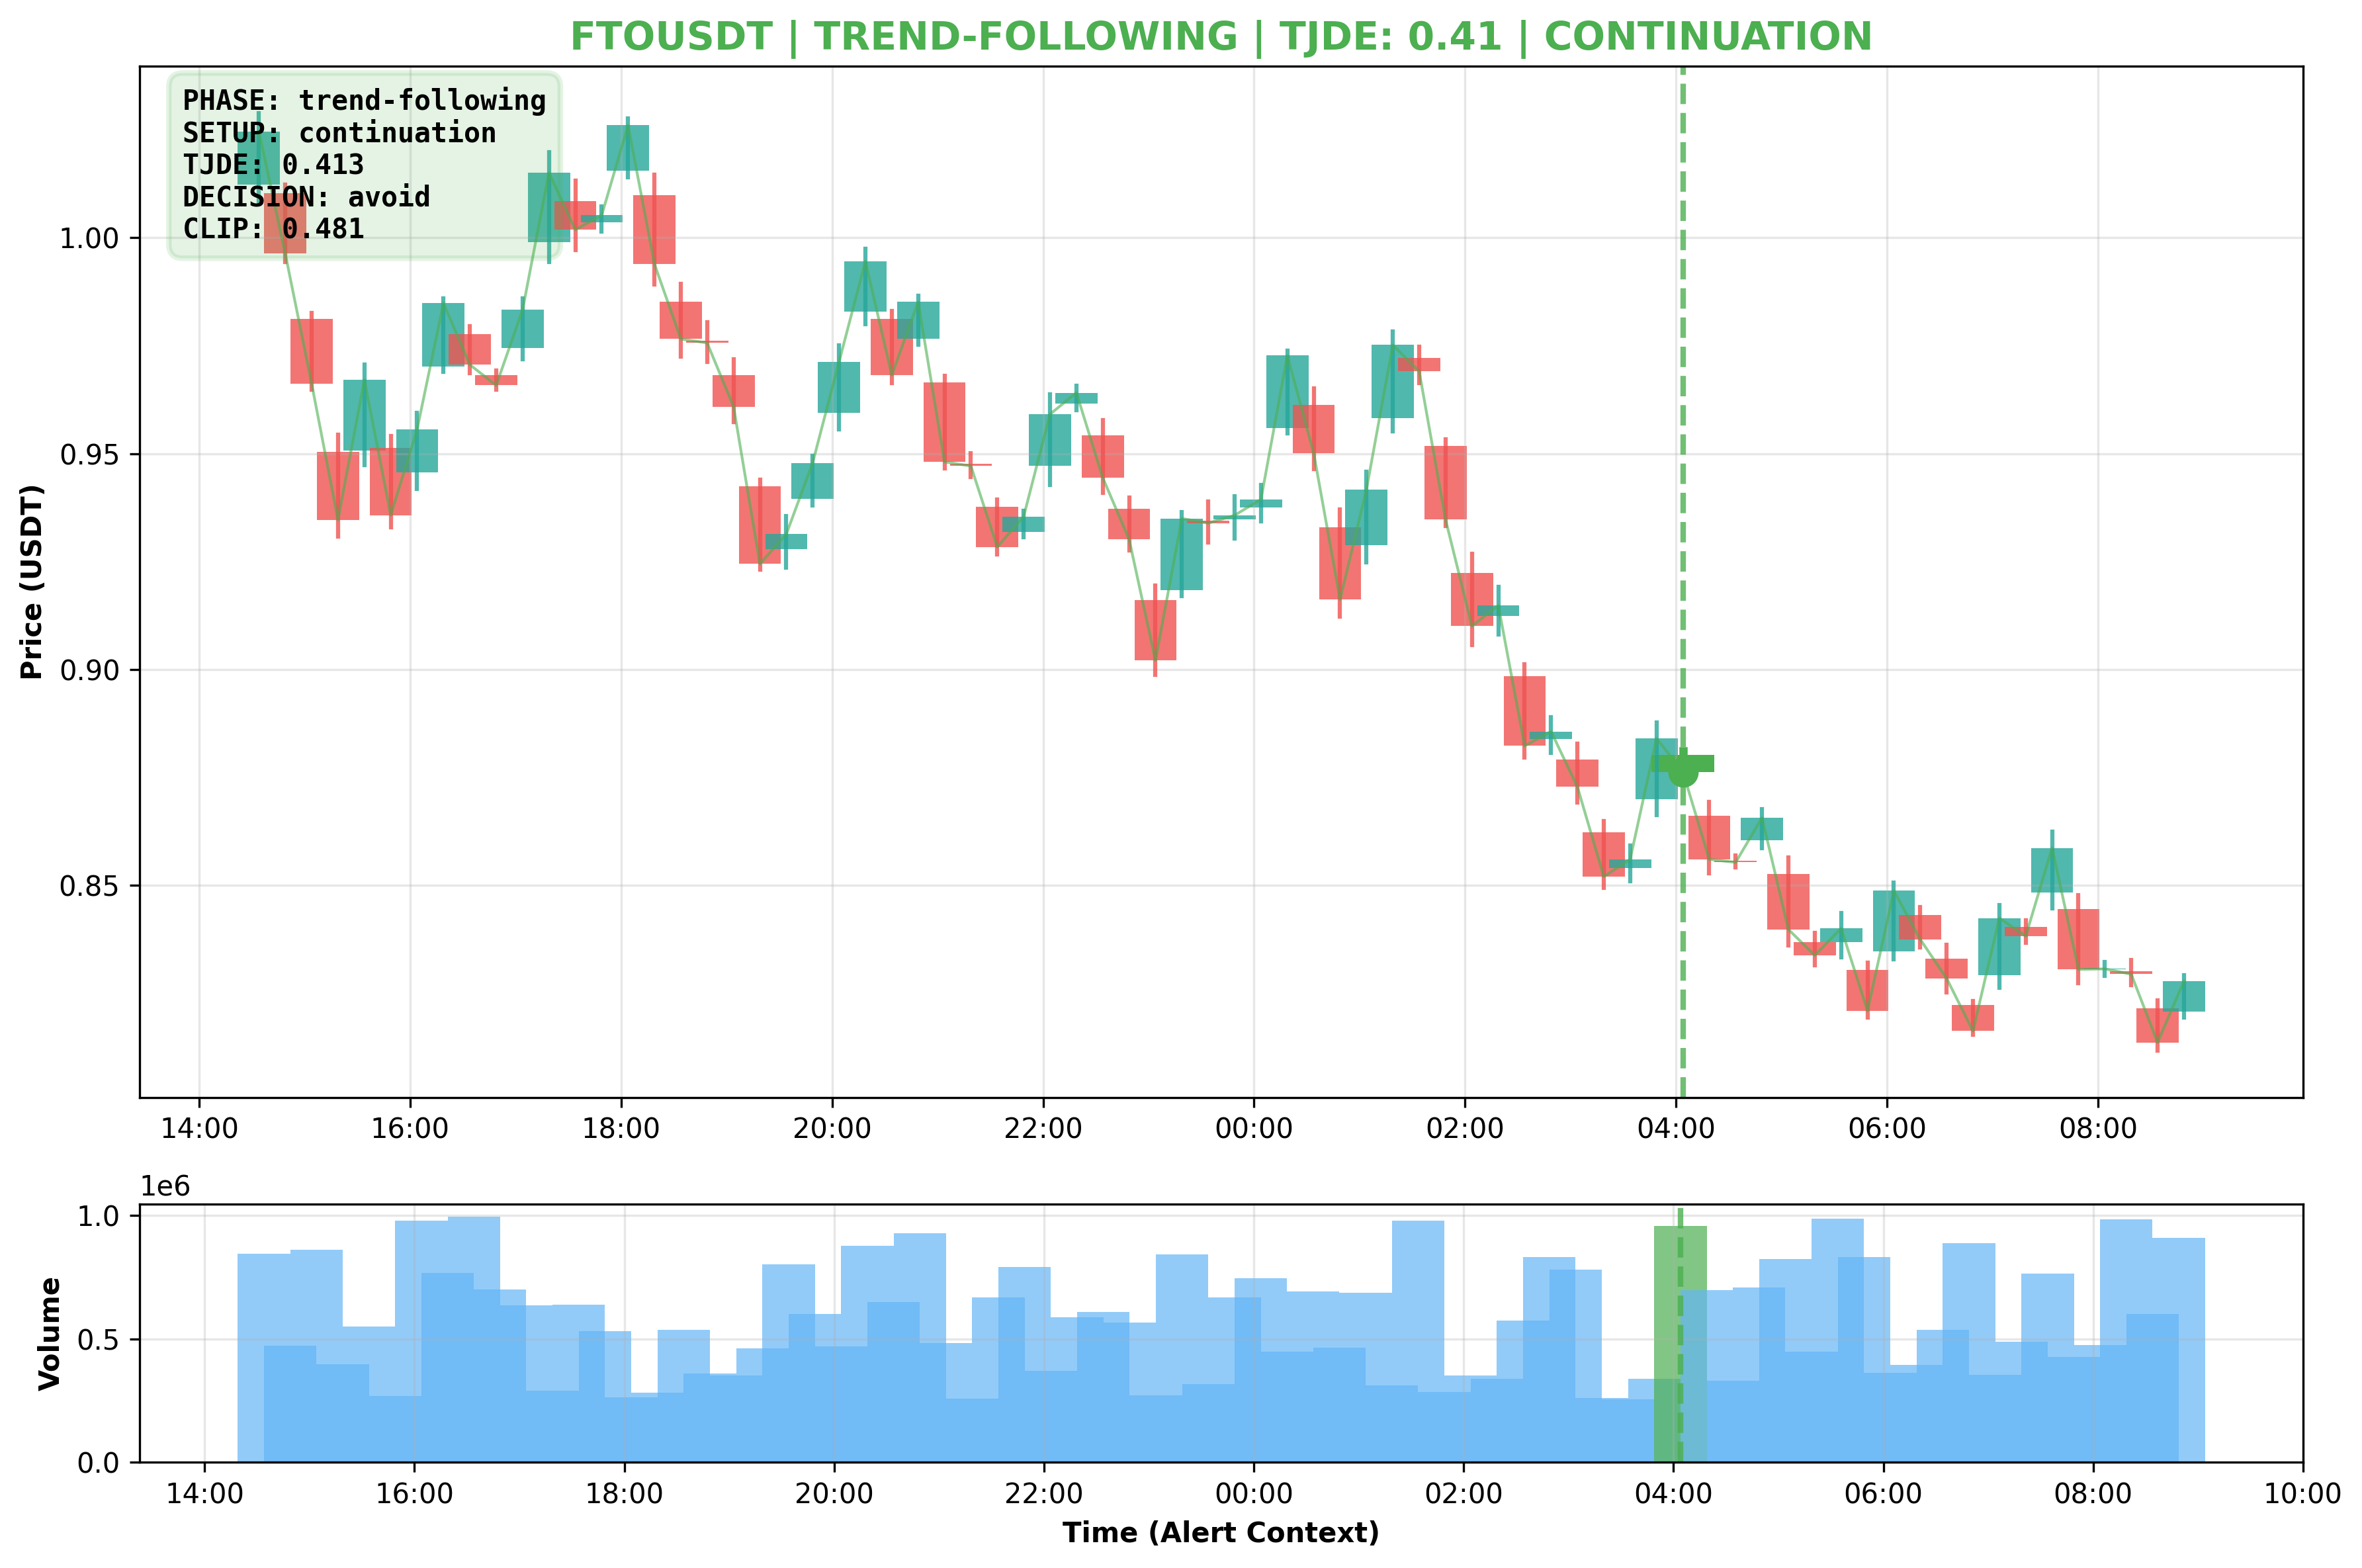 FTOUSDT | TREND-FOLLOWING | TJDE: 0.41 | CONTINUATION
PHASE: trend-following
SETUP: continuation
TJDE: 0.413
DECISION: avoid
CLIP: 0.481
Price (USDT)
1.00
0.95
0.90
0.85
14:00 16:00 18:00 20:00 22:00 00:00 02:00 04:00 06:00 08:00
1e6
Volume
1.0
0.5
0.0
14:00 16:00 18:00 20:00 22:00 00:00 02:00 04:00 06:00 08:00 10:00
Time (Alert Context)